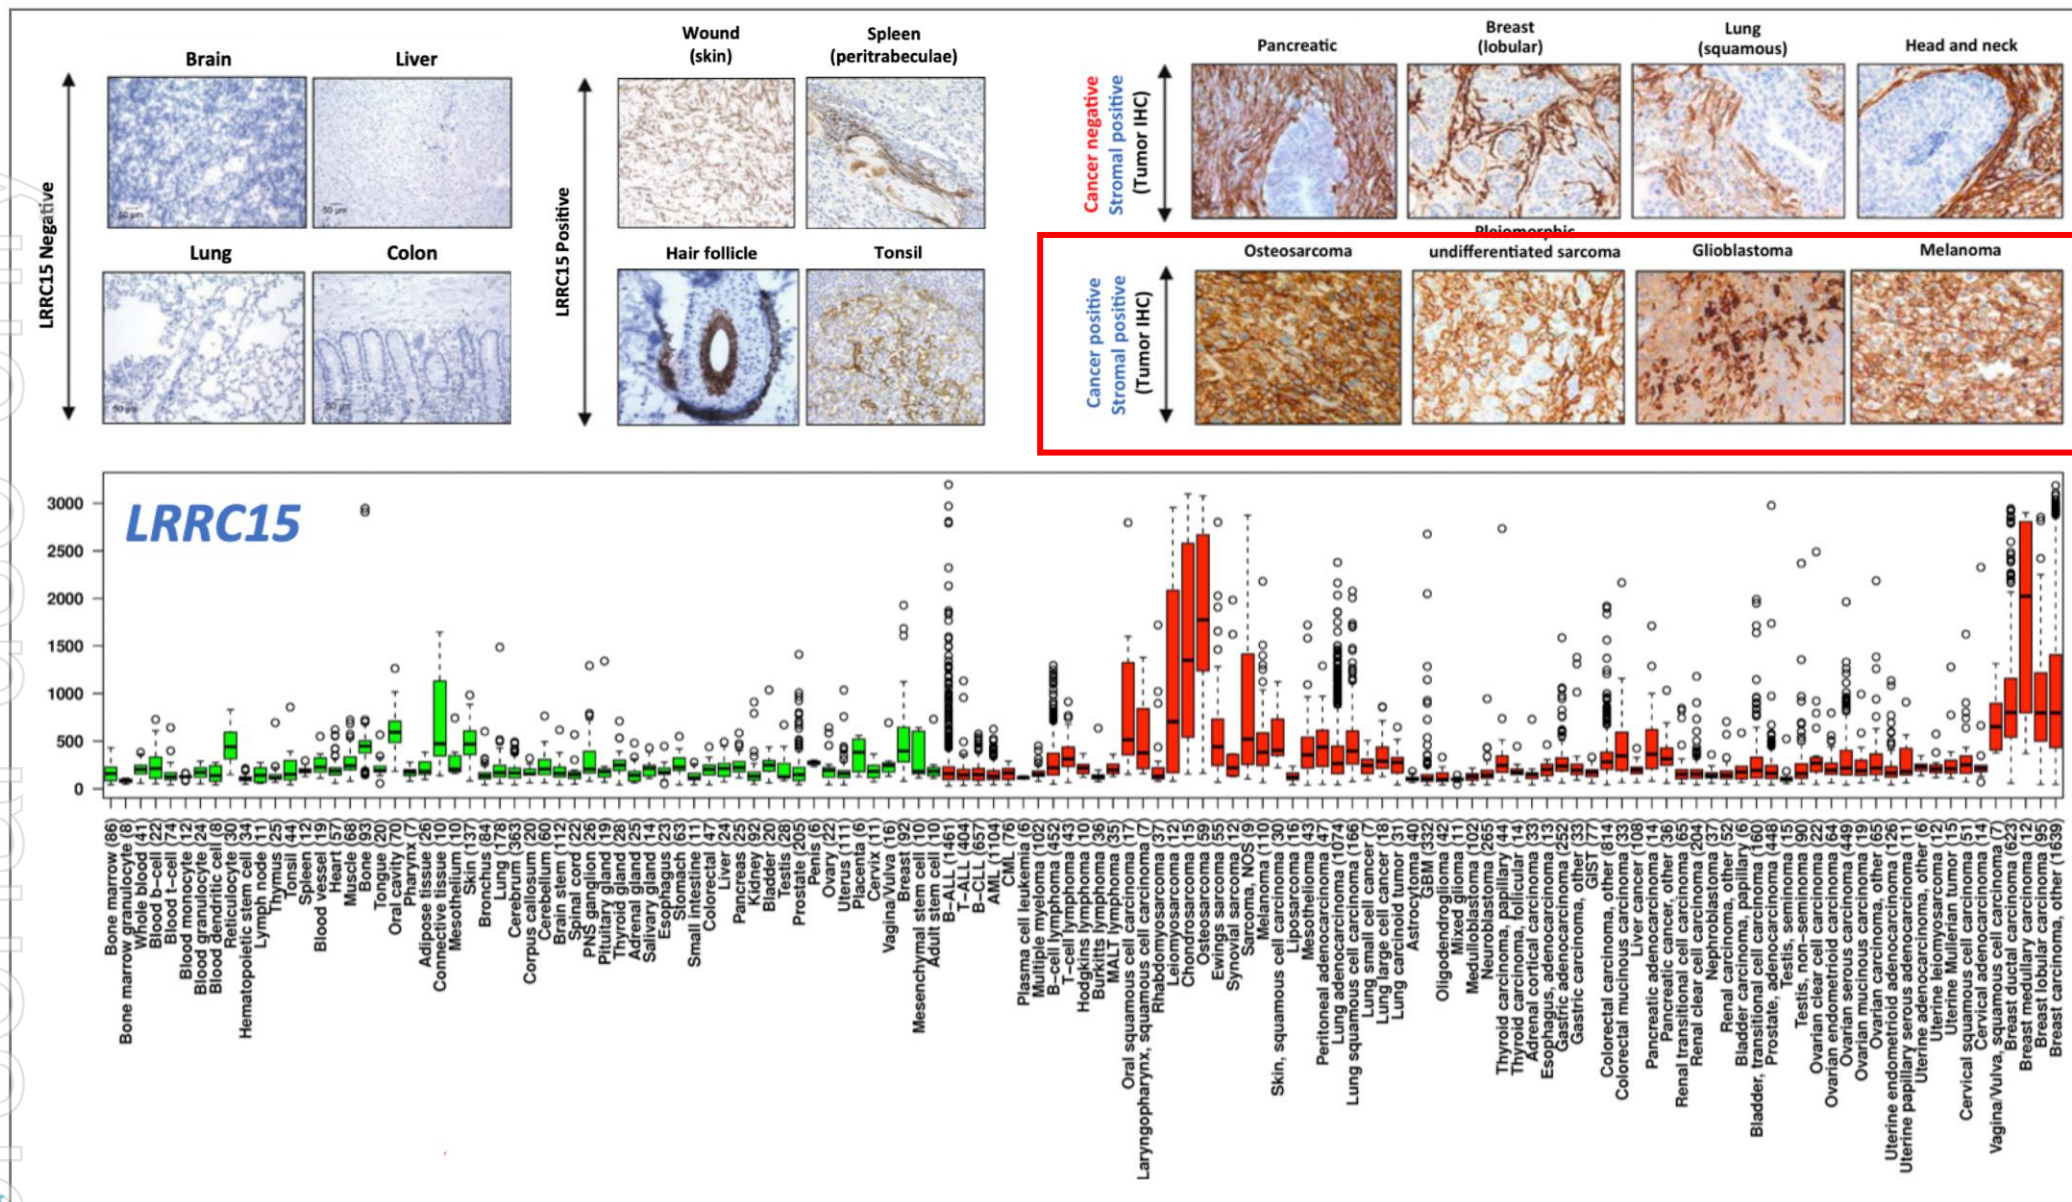 Brain
Liver
LRRC15 Negative
Lung
Colon
50 µm
50 µm
50 µm
50 µm
Wound
(skin)
Spleen
(peritrabeculae)
LRRC15 Positive
Hair follicle
Tonsil
Pancreatic
Breast
(lobular)
Lung
(squamous)
Head and neck
Cancer negative
Stromal positive
(Tumor IHC)
Osteosarcoma
Pleiomorphic
undifferentiated sarcoma
Glioblastoma
Melanoma
Cancer positive
Stromal positive
(Tumor IHC)
LRRC15
3000
2500
2000
1500
1000
500
0
Bone marrow (86)
Bone marrow granulocyte (8)
Whole blood (41)
Blood b-cell (22)
Blood t-cell (74)
Blood monocyte (12)
Blood granulocyte (24)
Blood dendritic cell (8)
Reticulocyte (30)
Hematopoietic stem cell (34)
Lymph node (11)
Thymus (25)
Tonsil (44)
Spleen (12)
Blood vessel (19)
Heart (57)
Muscle (68)
Bone (93)
Tongue (20)
Oral cavity (70)
Pharynx (7)
Adipose tissue (26)
Connective tissue (10)
Mesothelium (10)
Skin (137)
Bronchus (84)
Lung (178)
Cerebrum (363)
Corpus callosum (20)
Cerebellum (60)
Brain stem (112)
Spinal cord (22)
PNS ganglion (26)
Pituitary gland (19)
Thyroid gland (28)
Adrenal gland (25)
Salivary gland (14)
Esophagus (23)
Stomach (63)
Small intestine (11)
Colorectal (47)
Liver (24)
Pancreas (25)
Kidney (92)
Bladder (20)
Testis (28)
Prostate (205)
Penis (6)
Ovary (22)
Uterus (111)
Placenta (6)
Cervix (11)
Vagina/Vulva (16)
Breast (92)
Mesenchymal stem cell (10)
Adult stem cell (10)
B-ALL (1461)
T-ALL (404)
B-CLL (657)
AML (1104)
CML (76)
Plasma cell leukemia (6)
Multiple myeloma (102)
B-cell lymphoma (452)
T-cell lymphoma (43)
Hodgkins lymphoma (10)
Burkitts lymphoma (36)
MALT lymphoma (35)
Oral squamous cell carcinoma (17)
Laryngopharynx, squamous cell carcinoma (7)
Rhabdomyosarcoma (37)
Leiomyosarcoma (12)
Chondrosarcoma (15)
Osteosarcoma (59)
Ewings sarcoma (55)
Synovial sarcoma (12)
Sarcoma, NOS (9)
Melanoma (110)
Skin, squamous cell carcinoma (30)
Liposarcoma (16)
Mesothelioma (43)
Peritoneal adenocarcinoma (47)
Lung adenocarcinoma (1074)
Lung squamous cell carcinoma (166)
Lung small cell cancer (7)
Lung large cell cancer (18)
Lung carcinoid tumor (31)
Astrocytoma (40)
GBM (332)
Oligodendroglioma (42)
Mixed glioma (11)
Medulloblastoma (102)
Neuroblastoma (265)
Thyroid carcinoma, papillary (44)
Thyroid carcinoma, follicular (14)
Adrenal cortical carcinoma (33)
Esophagus, adenocarcinoma (13)
Gastric adenocarcinoma (252)
Gastric carcinoma, other (33)
GIST (77)
Colorectal carcinoma, other (814)
Colorectal mucinous carcinoma (33)
Liver cancer (108)
Pancreatic adenocarcinoma (14)
Pancreatic cancer, other (36)
Renal transitional cell carcinoma (65)
Renal clear cell carcinoma (204)
Nephroblastoma (37)
Renal carcinoma, other (52)
Bladder carcinoma, papillary (6)
Bladder, transitional cell carcinoma (160)
Prostate, adenocarcinoma (448)
Testis, seminoma (15)
Testis, non-seminoma (90)
Ovarian clear cell carcinoma (22)
Ovarian endometrioid carcinoma (64)
Ovarian serous carcinoma (449)
Ovarian mucinous carcinoma (19)
Ovarian carcinoma, other (65)
Uterine endometrioid adenocarcinoma (126)
Uterine papillary serous adenocarcinoma (11)
Uterine adenocarcinoma, other (6)
Uterine leiomyosarcoma (12)
Uterine Mullerian tumor (15)
Cervical squamous cell carcinoma (51)
Cervical adenocarcinoma (14)
Vagina/Vulva, squamous cell carcinoma (7)
Breast ductal carcinoma (623)
Breast medullary carcinoma (12)
Breast lobular carcinoma (95)
Breast carcinoma, other (1639)